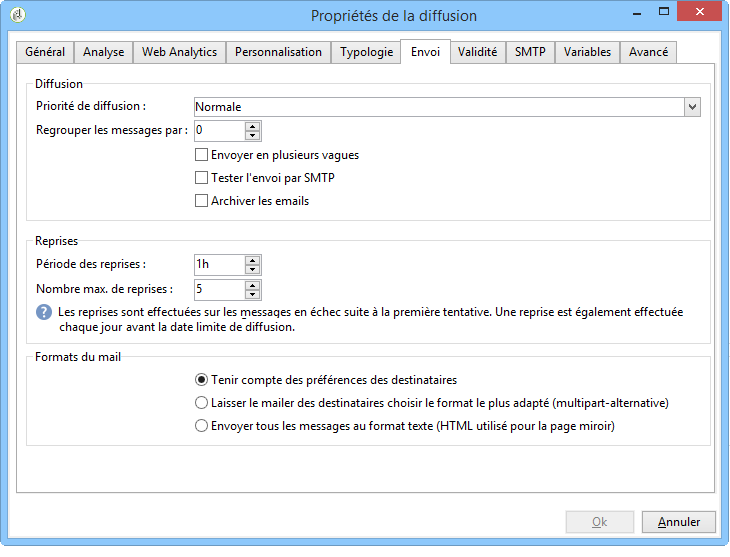 Propriétés de la diffusion
Général Analyse Web Analytics Personnalisation Typologie Envoi Validité SMTP Variables Avancé
Diffusion
Priorité de diffusion : Normale
Regrouper les messages par : 0
Envoyer en plusieurs vagues
Tester l'envoi par SMTP
Archiver les emails
Reprises
Période des reprises : 1h
Nombre max. de reprises : 5
Les reprises sont effectuées sur les messages en échec suite à la première tentative. Une reprise est également effectuée
chaque jour avant la date limite de diffusion.
Formats du mail
Tenir compte des préférences des destinataires
Laisser le mailer des destinataires choisir le format le plus adapté (multipart-alternative)
Envoyer tous les messages au format texte (HTML utilisé pour la page miroir)
Ok Annuler